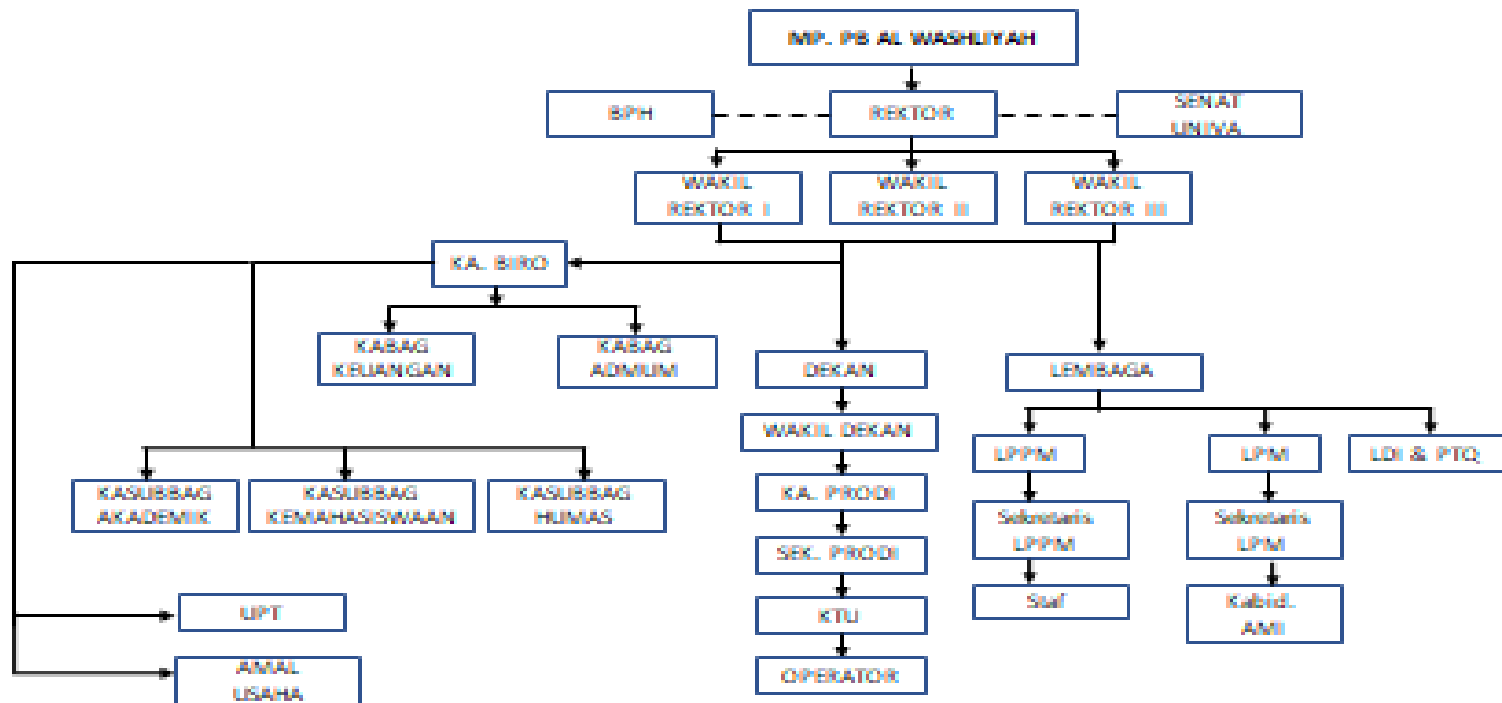 MP. PB AL WASHLIYAH
BPH
REKTOR
SENAT
UNIVA
WAKIL
REKTOR I
WAKIL
REKTOR II
WAKIL
REKTOR III
KA. BIRO
KABAG
KEUANGAN
KABAG
ADMUM
DEKAN
LEMBAGA
WAKIL DEKAN
LPPM
LPM
LDI & PTQ
KASUBBAG
AKADEMIK
KASUBBAG
KEMAHASISWAAN
KASUBBAG
HUMAS
KA. PRODI
Sekretaris
LPPM
Sekretaris
LPM
SEK. PRODI
UPT
KTU
Staf
Kabid.
AMI
AMAL
USAHA
OPERATOR